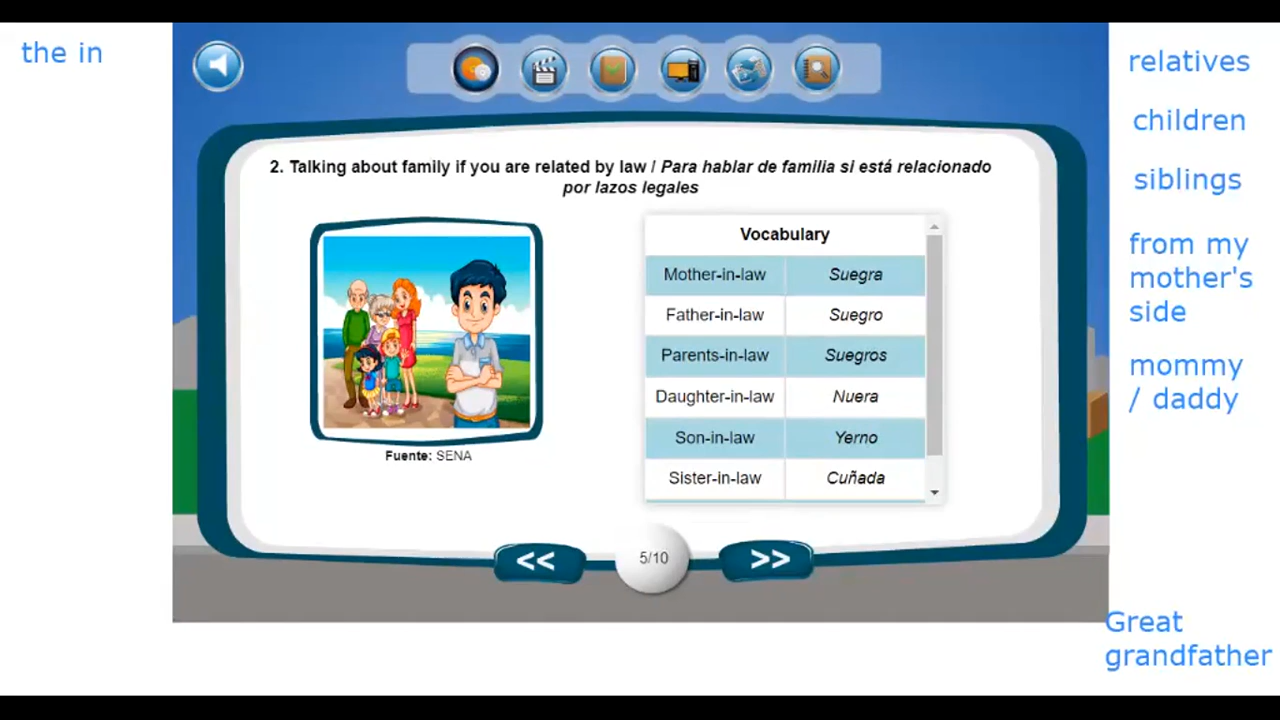 the in
2. Talking about family if you are related by law / Para hablar de familia si está relacionado
por lazos legales
Fuente: SENA
Vocabulary
Mother-in-law Suegra
Father-in-law Suegro
Parents-in-law Suegros
Daughter-in-law Nuera
Son-in-law Yerno
Sister-in-law Cuñada
<< 5/10 >>
relatives
children
siblings
from my
mother's
side
mommy
/ daddy
Great
grandfather